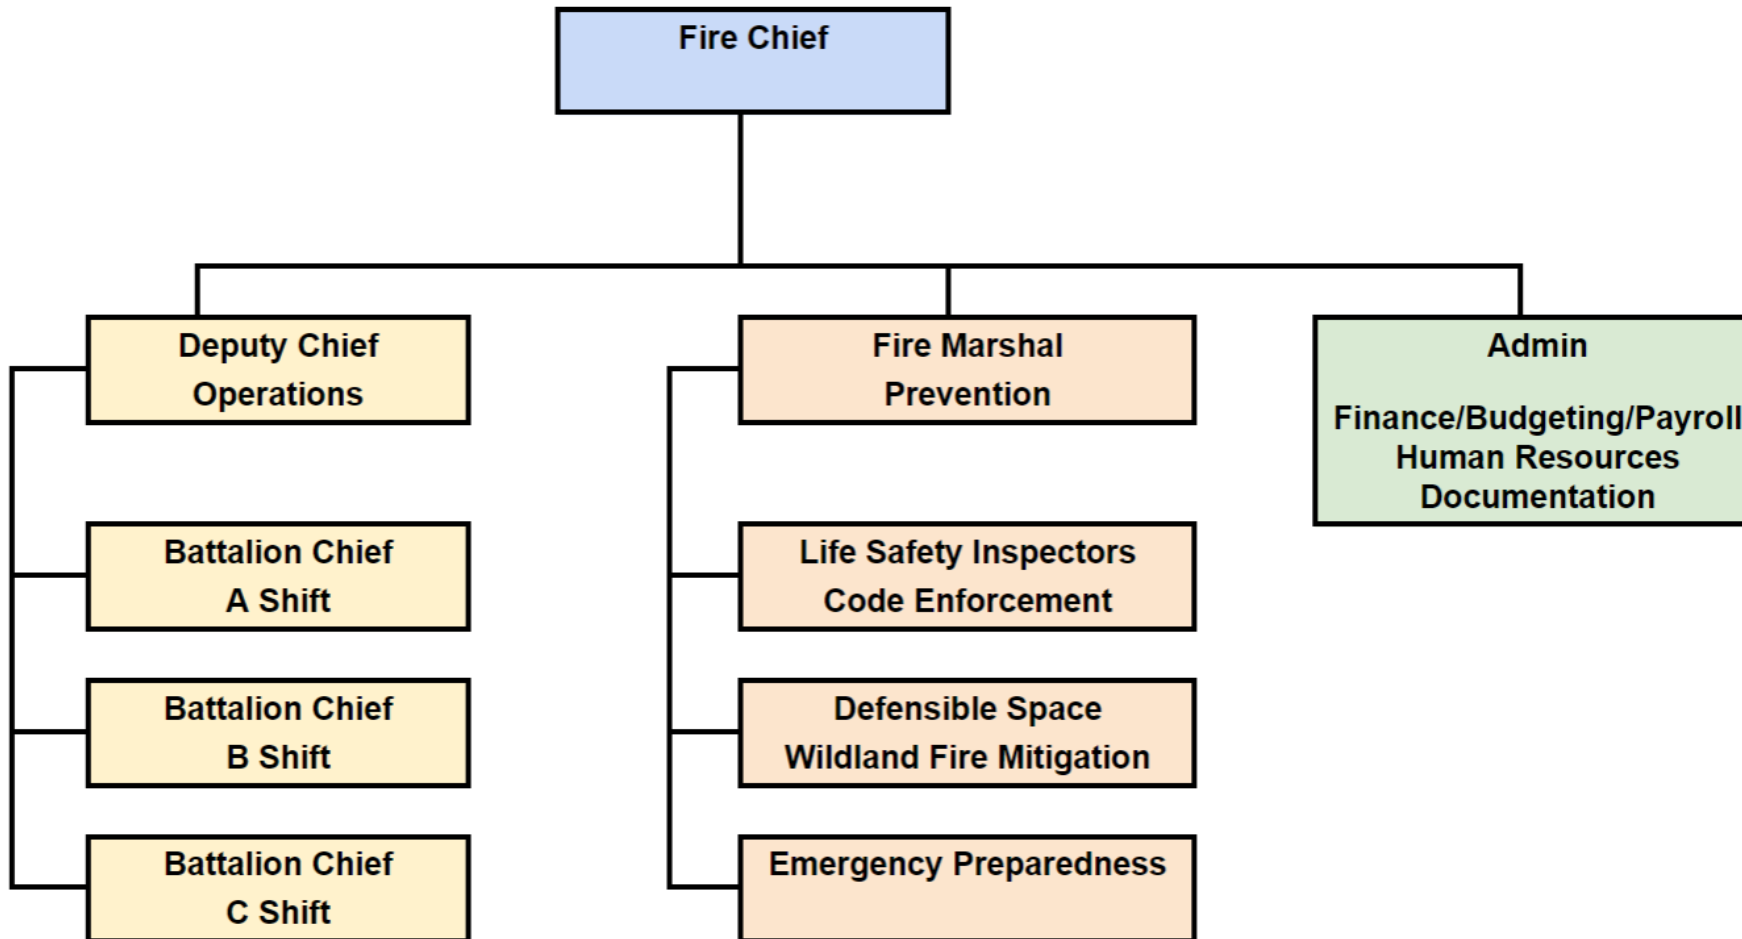 Fire Chief
Deputy Chief
Operations
Fire Marshal
Prevention
Admin
Finance/Budgeting/Payroll
Human Resources
Documentation
Battalion Chief
A Shift
Life Safety Inspectors
Code Enforcement
Battalion Chief
B Shift
Defensible Space
Wildland Fire Mitigation
Battalion Chief
C Shift
Emergency Preparedness